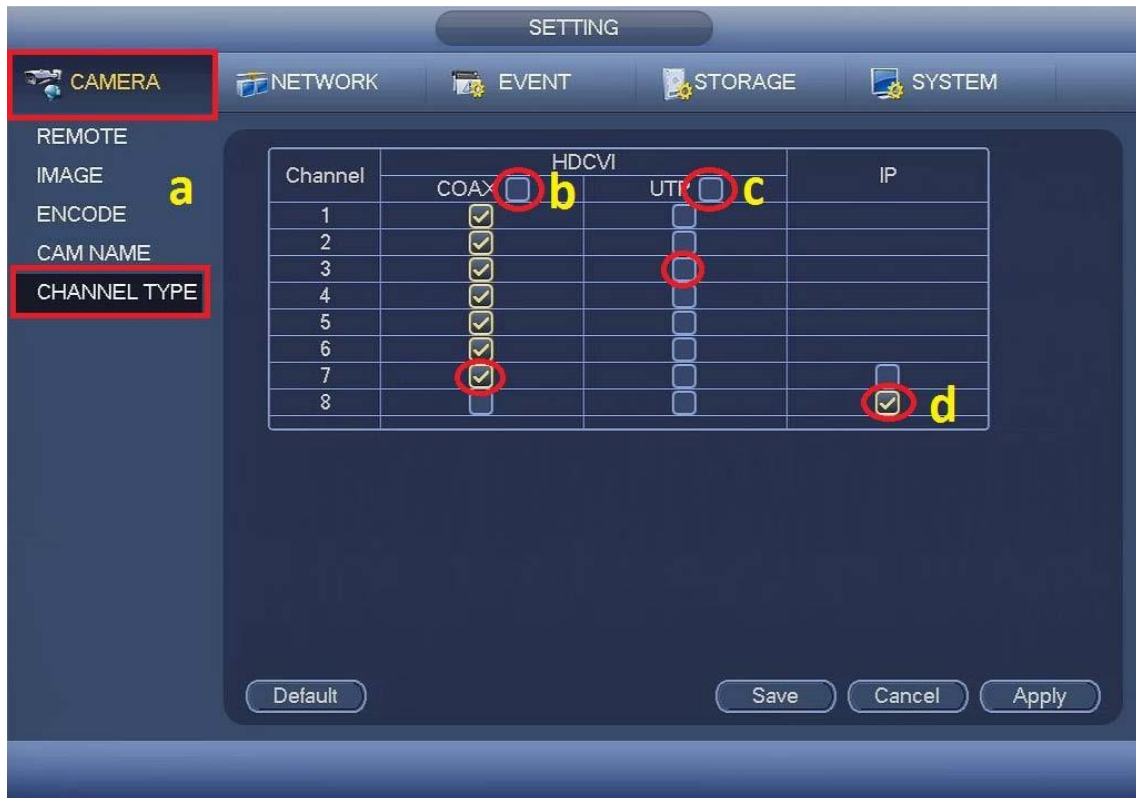 SETTING
CAMERA NETWORK EVENT STORAGE SYSTEM
REMOTE
IMAGE
ENCODE
CAM NAME
CHANNEL TYPE
a
Channel HDCVI IP
COAX b UTP c
1
2
3
4
5
6
7
8 d
Default Save Cancel Apply